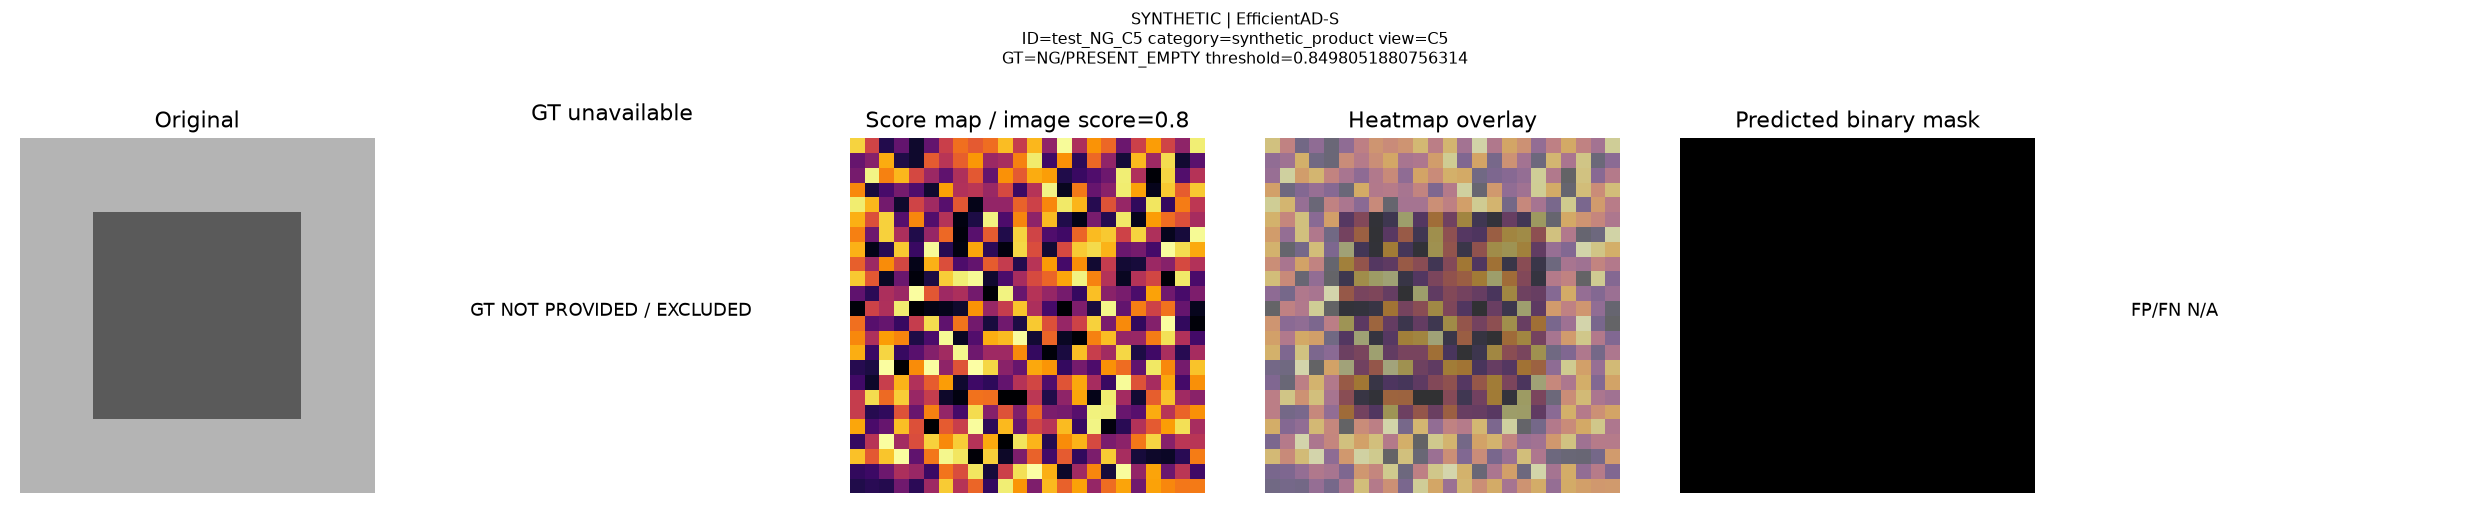 SYNTHETIC | EfficientAD-S
ID=test_NG_C5 category=synthetic_product view=C5
GT=NG/PRESENT_EMPTY threshold=0.8498051880756314
Original
GT unavailable
Score map / image score=0.8
Heatmap overlay
Predicted binary mask
GT NOT PROVIDED / EXCLUDED
FP/FN N/A